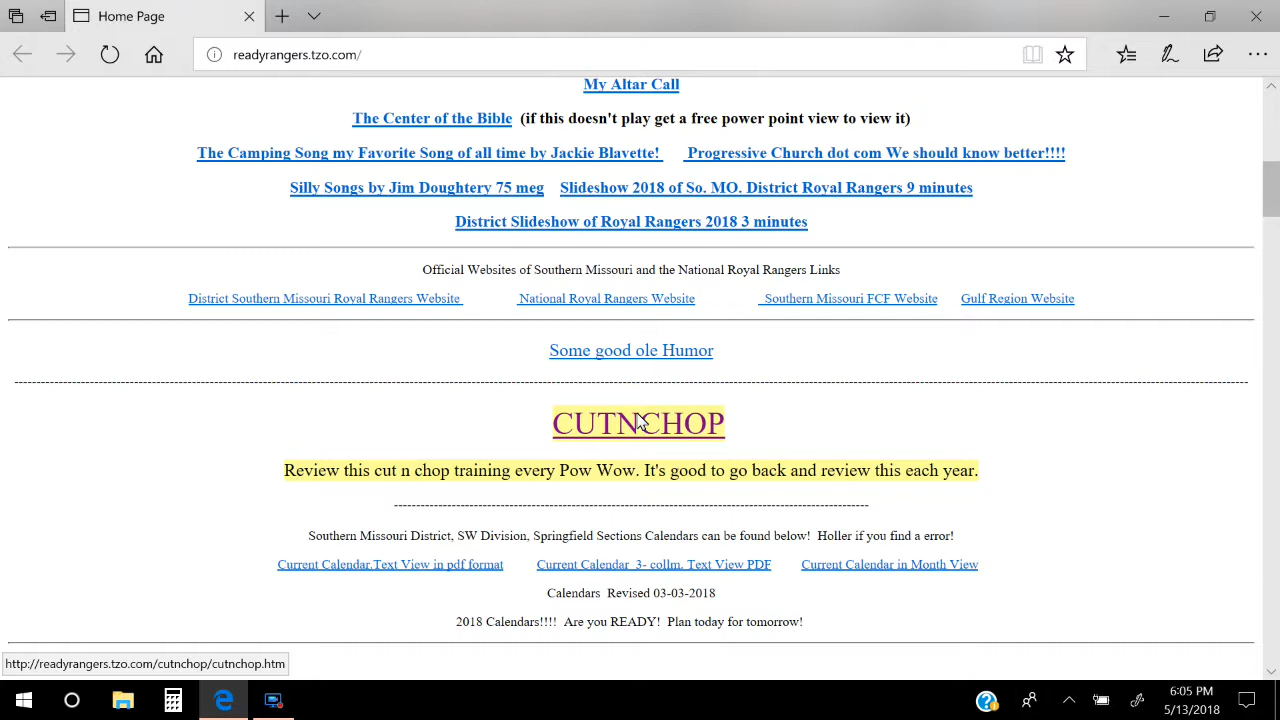 Home Page
readyrangers.tzo.com/
My Altar Call
The Center of the Bible (if this doesn't play get a free power point view to view it)
The Camping Song my Favorite Song of all time by Jackie Blavette! Progressive Church dot com We should know better!!!!
Silly Songs by Jim Doughtery 75 meg Slideshow 2018 of So. MO. District Royal Rangers 9 minutes
District Slideshow of Royal Rangers 2018 3 minutes
Official Websites of Southern Missouri and the National Royal Rangers Links
District Southern Missouri Royal Rangers Website National Royal Rangers Website Southern Missouri FCF Website Gulf Region Website
Some good ole Humor
CUTNCHOP
Review this cut n chop training every Pow Wow. It's good to go back and review this each year.
Southern Missouri District, SW Division, Springfield Sections Calendars can be found below! Holler if you find a error!
Current Calendar.Text View in pdf format Current Calendar 3- collm. Text View PDF Current Calendar in Month View
Calendars Revised 03-03-2018
2018 Calendars!!!! Are you READY! Plan today for tomorrow!
http://readyrangers.tzo.com/cutnchop/cutnchop.htm
6:05 PM
5/13/2018